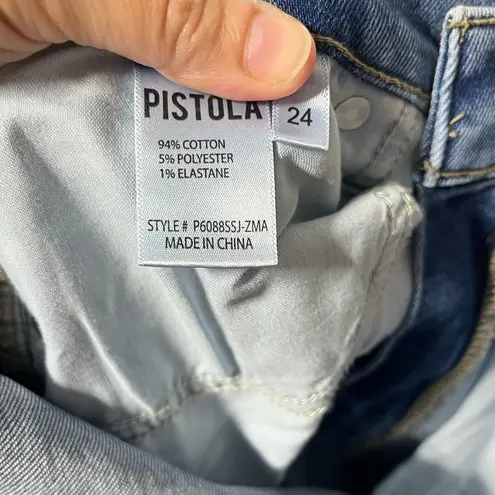 PISTOLA
24
94% COTTON
5% POLYESTER
1% ELASTANE
STYLE# P6088SSJ-ZMA
MADE IN CHINA